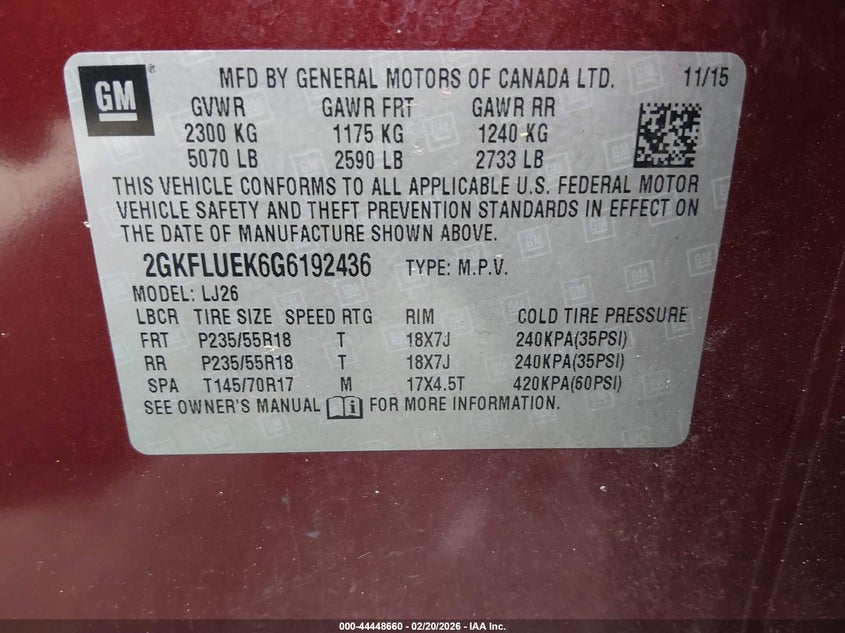 GM ® MFD BY GENERAL MOTORS OF CANADA LTD. 11/15
GVWR GAWR FRT GAWR RR
2300 KG 1175 KG 1240 KG
5070 LB 2590 LB 2733 LB
THIS VEHICLE CONFORMS TO ALL APPLICABLE U.S. FEDERAL MOTOR
VEHICLE SAFETY AND THEFT PREVENTION STANDARDS IN EFFECT ON
THE DATE OF MANUFACTURE SHOWN ABOVE.
2GKFLUEK6G6192436 TYPE: M.P.V.
MODEL: LJ26
LBCR TIRE SIZE SPEED RTG RIM COLD TIRE PRESSURE
FRT P235/55R18 T 18X7J 240KPA(35PSI)
RR P235/55R18 T 18X7J 240KPA(35PSI)
SPA T145/70R17 M 17X4.5T 420KPA(60PSI)
SEE OWNER'S MANUAL i FOR MORE INFORMATION.
000-44448660 — 02/20/2026 — IAA Inc.